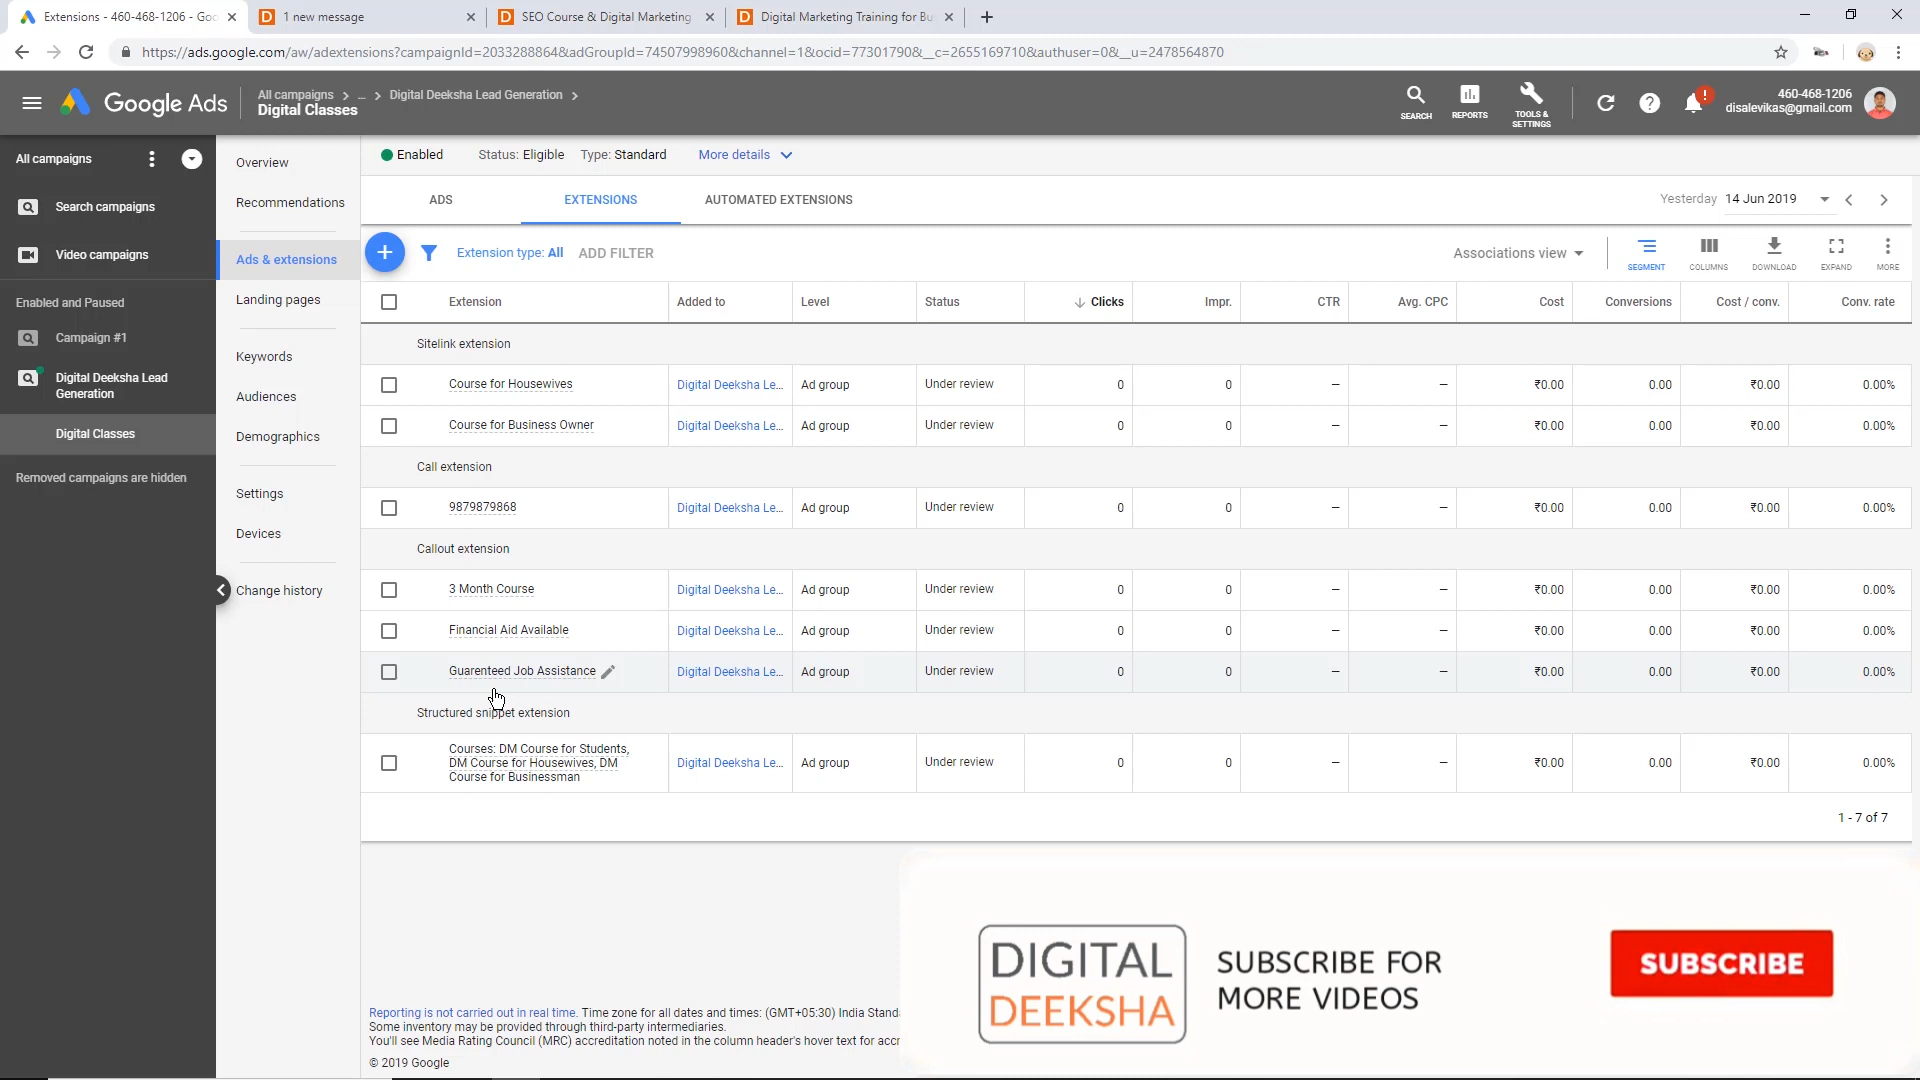 Extensions - 460-468-1206 - Goo
1 new message
SEO Course & Digital Marketing
Digital Marketing Training for Bu
https://ads.google.com/aw/adextensions?campaignId=2033288864&adGroupId=74507998960&channel=1&ocid=77301790&__c=2655169710&authuser=0&__u=2478564870
Google Ads
All campaigns > ... > Digital Deeksha Lead Generation >
Digital Classes
SEARCH
REPORTS
TOOLS & SETTINGS
460-468-1206
disalevikas@gmail.com
All campaigns
Search campaigns
Video campaigns
Enabled and Paused
Campaign #1
Digital Deeksha Lead
Generation
Digital Classes
Removed campaigns are hidden
Overview
Recommendations
Ads & extensions
Landing pages
Keywords
Audiences
Demographics
Settings
Devices
Change history
Enabled Status: Eligible Type: Standard More details
ADS EXTENSIONS AUTOMATED EXTENSIONS
Yesterday 14 Jun 2019
Extension type: All ADD FILTER
Associations view
SEGMENT COLUMNS DOWNLOAD EXPAND MORE
Extension Added to Level Status Clicks Impr. CTR Avg. CPC Cost Conversions Cost / conv. Conv. rate
Sitelink extension
Course for Housewives Digital Deeksha Le... Ad group Under review 0 0 – – ₹0.00 0.00 ₹0.00 0.00%
Course for Business Owner Digital Deeksha Le... Ad group Under review 0 0 – – ₹0.00 0.00 ₹0.00 0.00%
Call extension
9879879868 Digital Deeksha Le... Ad group Under review 0 0 – – ₹0.00 0.00 ₹0.00 0.00%
Callout extension
3 Month Course Digital Deeksha Le... Ad group Under review 0 0 – – ₹0.00 0.00 ₹0.00 0.00%
Financial Aid Available Digital Deeksha Le... Ad group Under review 0 0 – – ₹0.00 0.00 ₹0.00 0.00%
Guarenteed Job Assistance Digital Deeksha Le... Ad group Under review 0 0 – – ₹0.00 0.00 ₹0.00 0.00%
Structured snippet extension
Courses: DM Course for Students,
DM Course for Housewives, DM
Course for Businessman
Digital Deeksha Le... Ad group Under review 0 0 – – ₹0.00 0.00 ₹0.00 0.00%
1 - 7 of 7
Reporting is not carried out in real time. Time zone for all dates and times: (GMT+05:30) India Standa
Some inventory may be provided through third-party intermediaries.
You'll see Media Rating Council (MRC) accreditation noted in the column header's hover text for accr
© 2019 Google
DIGITAL
DEEKSHA
SUBSCRIBE FOR
MORE VIDEOS
SUBSCRIBE